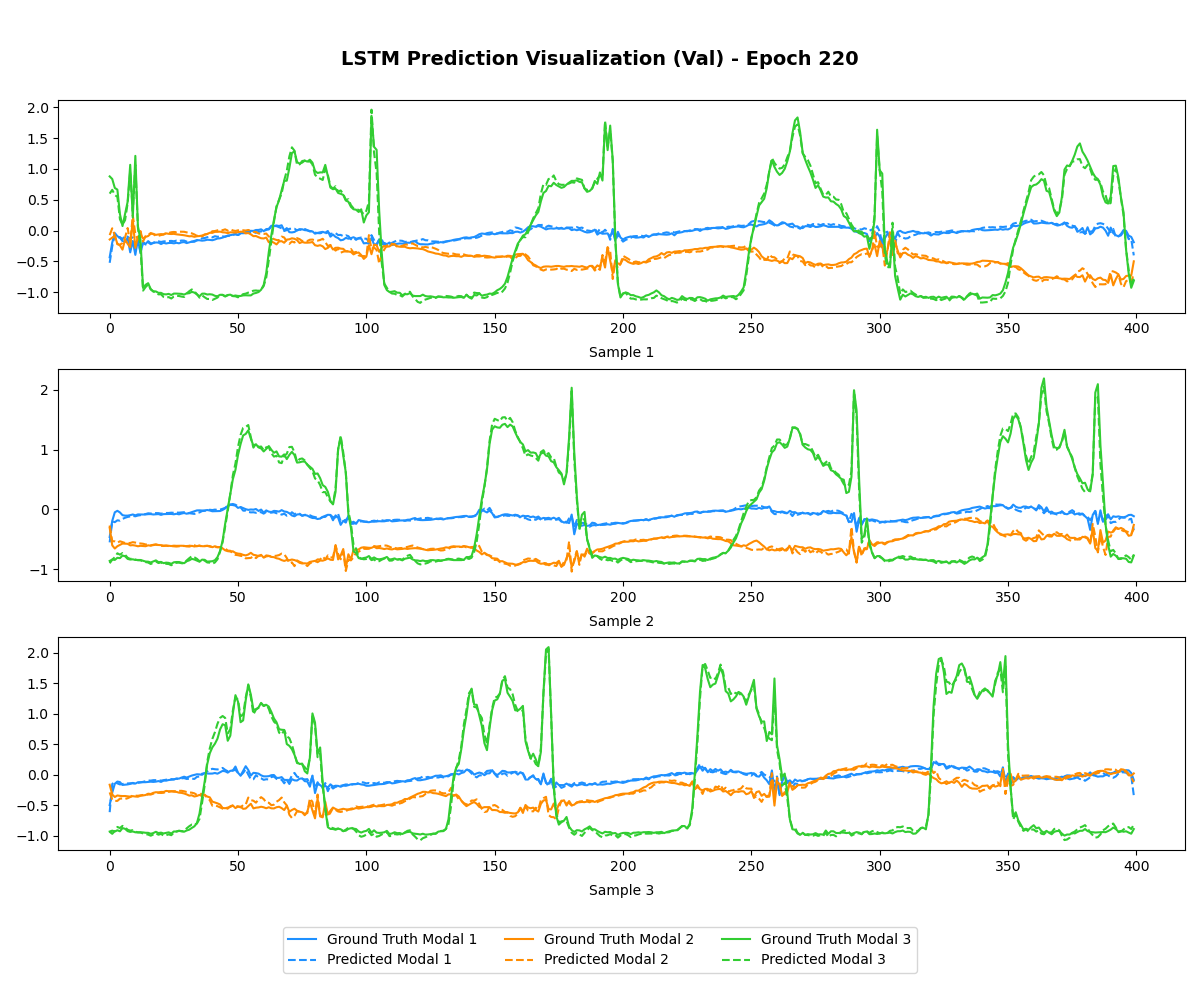 LSTM Prediction Visualization (Val) - Epoch 220
2.0
1.5
1.0
0.5
0.0
−0.5
−1.0
0 50 100 150 200 250 300 350 400
Sample 1
2
1
0
−1
0 50 100 150 200 250 300 350 400
Sample 2
2.0
1.5
1.0
0.5
0.0
−0.5
−1.0
0 50 100 150 200 250 300 350 400
Sample 3
Ground Truth Modal 1 Ground Truth Modal 2 Ground Truth Modal 3
Predicted Modal 1 Predicted Modal 2 Predicted Modal 3